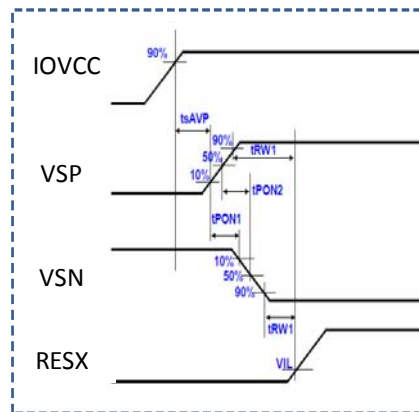 IOVCC
90%
tsAVP
VSP
90%
50%
10%
tRW1
tPON2
tPON1
VSN
10%
50%
90%
tRW1
RESX
VIL